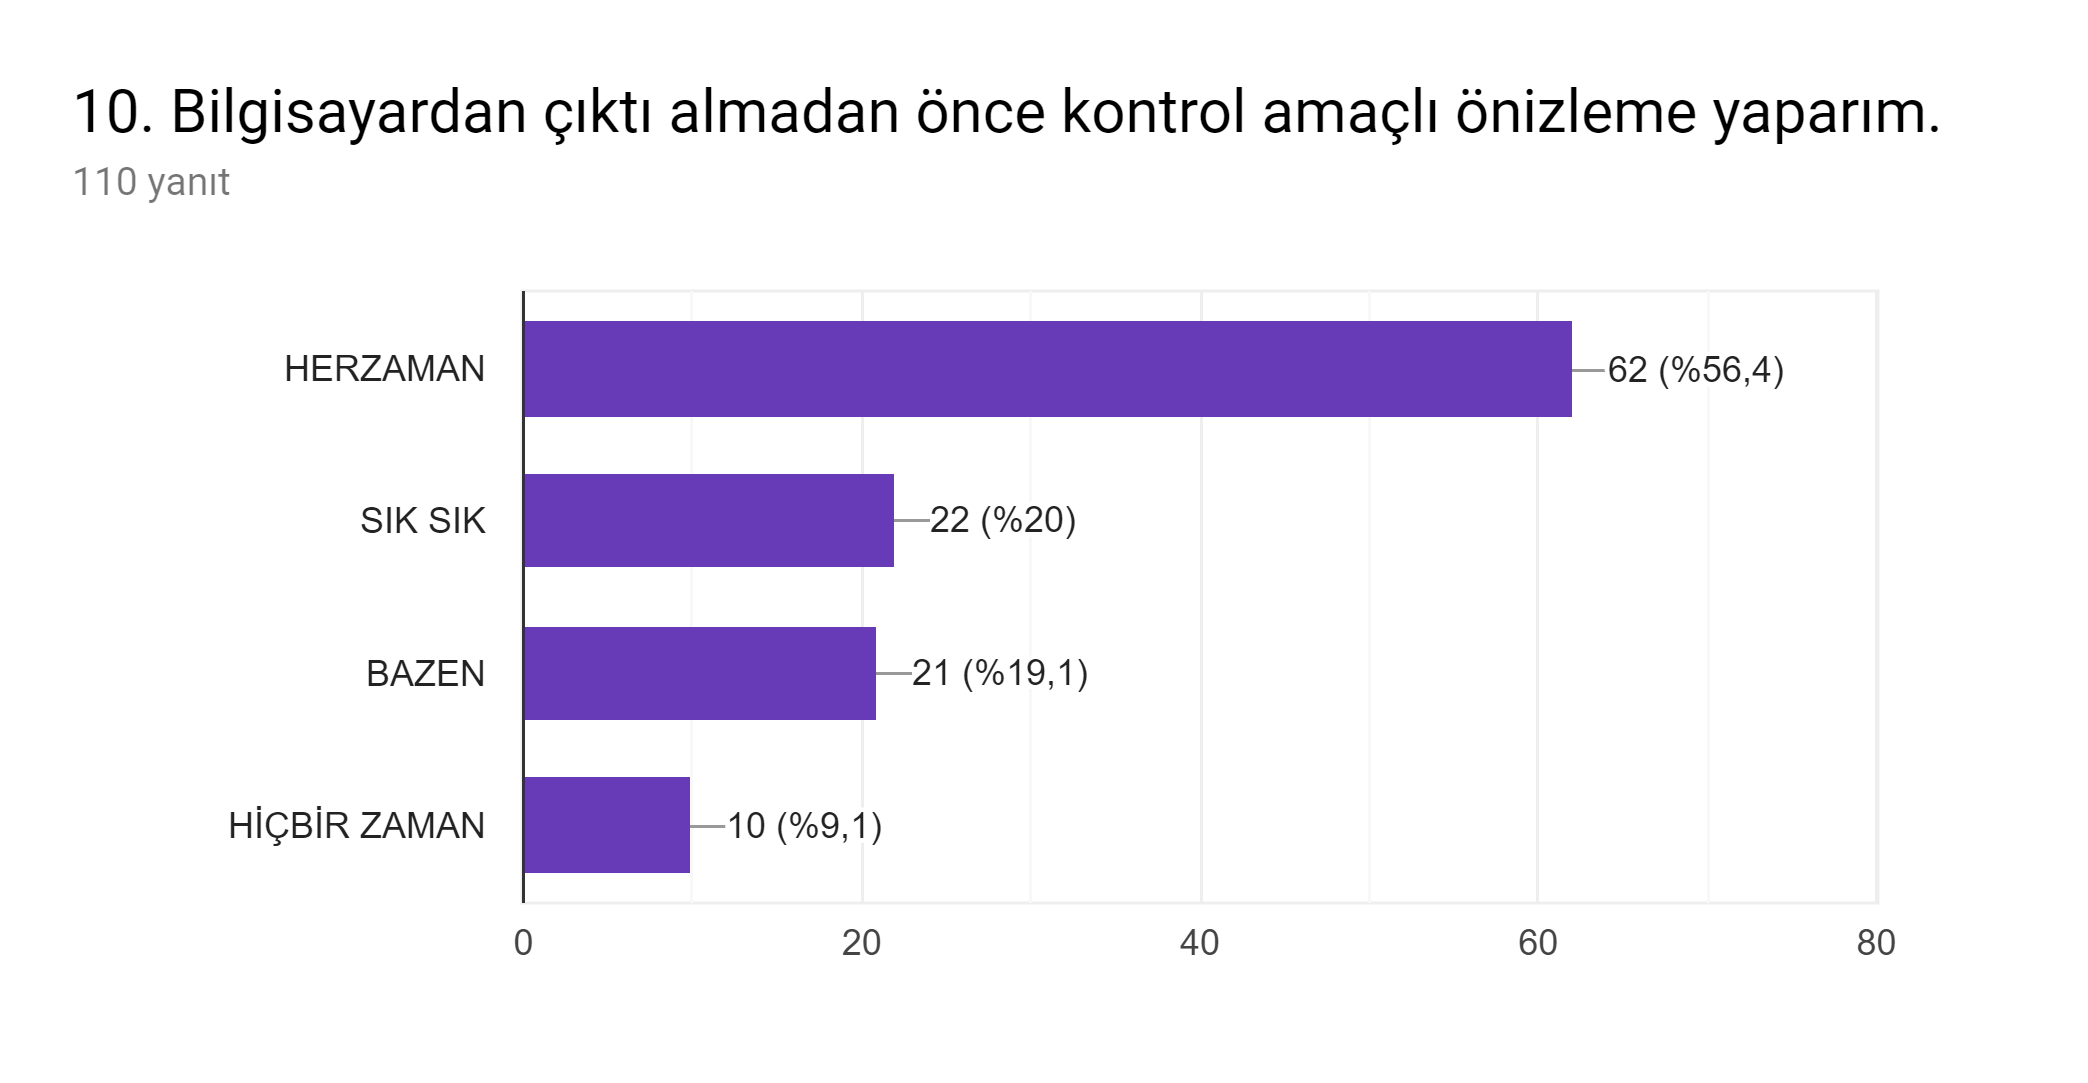 10. Bilgisayardan çıktı almadan önce kontrol amaçlı önizleme yaparım.
110 yanıt
HERZAMAN 62 (%56,4)
SIK SIK 22 (%20)
BAZEN 21 (%19,1)
HİÇBİR ZAMAN 10 (%9,1)
0 20 40 60 80